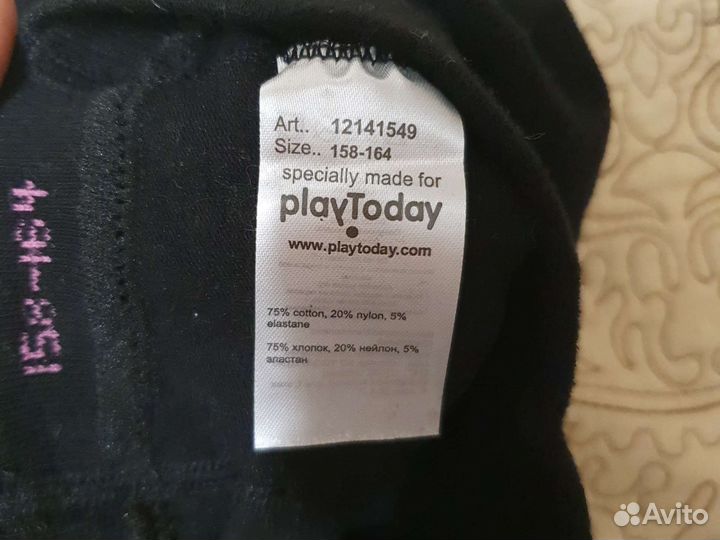 Art.. 12141549
Size.. 158-164
specially made for
playToday
www.playtoday.com
75% cotton, 20% nylon, 5%
elastane
75% хлопок, 20% нейлон, 5%
эластан
Avito